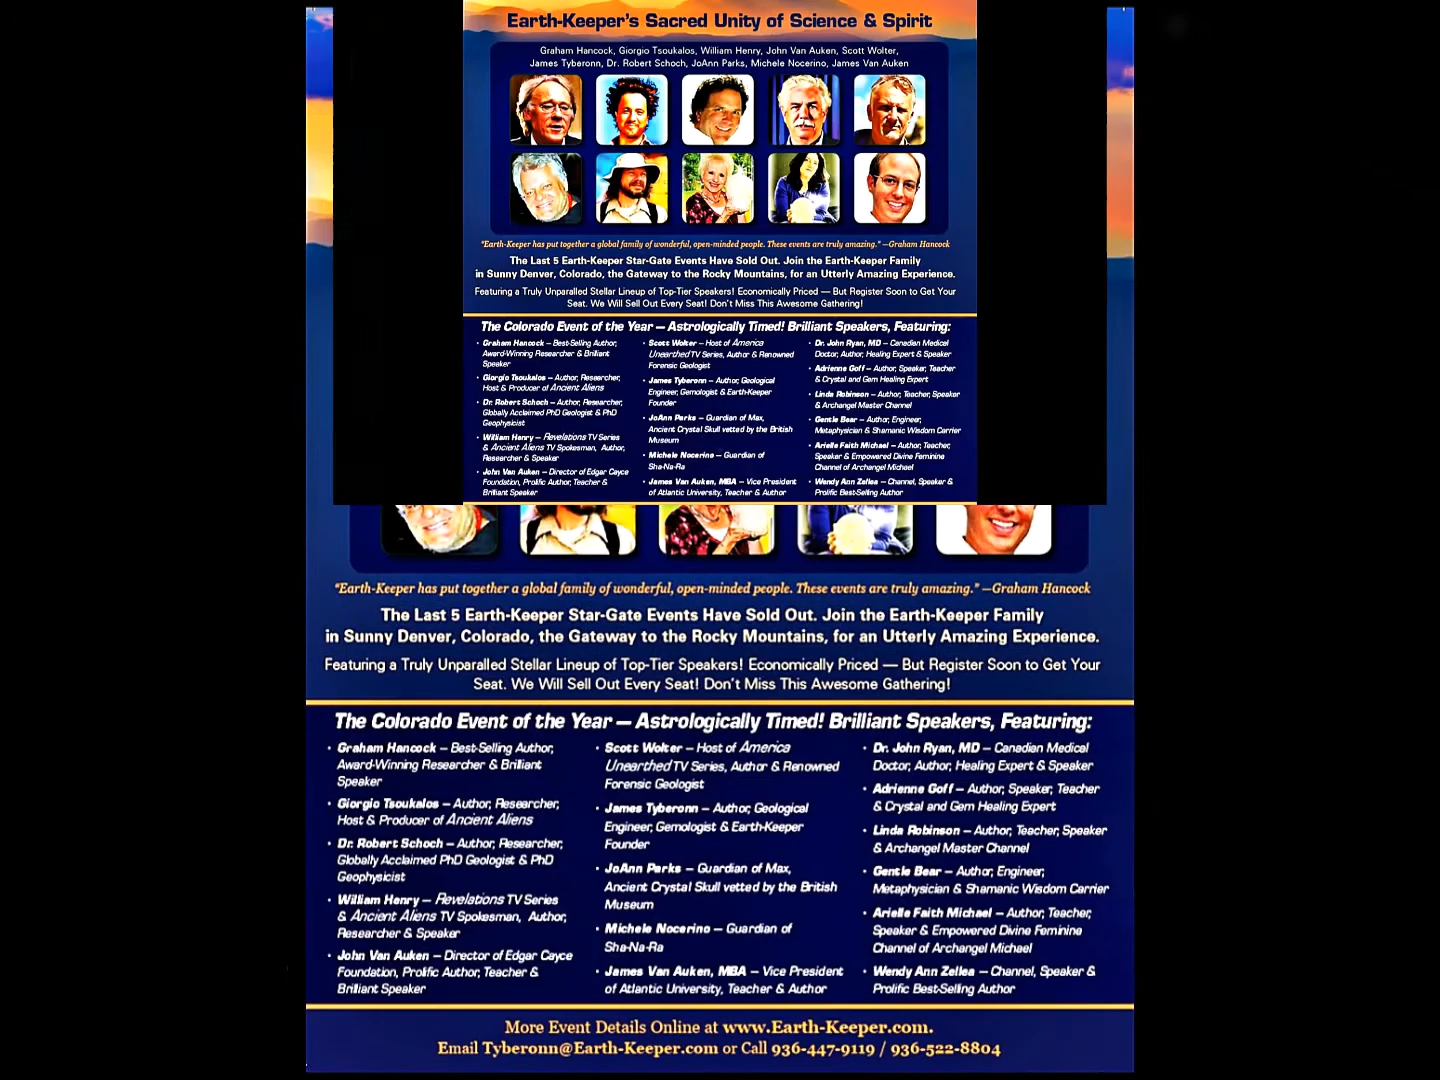 Earth-Keeper's Sacred Unity of Science & Spirit
Graham Hancock, Giorgio Tsoukalos, William Henry, John Van Auken, Scott Wolter,
James Tyberonn, Dr. Robert Schoch, JoAnn Parks, Michele Nocerino, James Van Auken
"Earth-Keeper has put together a global family of wonderful, open-minded people. These events are truly amazing." —Graham Hancock
The Last 5 Earth-Keeper Star-Gate Events Have Sold Out. Join the Earth-Keeper Family
in Sunny Denver, Colorado, the Gateway to the Rocky Mountains, for an Utterly Amazing Experience.
Featuring a Truly Unparalled Stellar Lineup of Top-Tier Speakers! Economically Priced — But Register Soon to Get Your
Seat. We Will Sell Out Every Seat! Don't Miss This Awesome Gathering!
The Colorado Event of the Year — Astrologically Timed! Brilliant Speakers, Featuring:
• Graham Hancock – Best-Selling Author,
Award-Winning Researcher & Brilliant
Speaker
• Giorgio Tsoukalos – Author, Researcher,
Host & Producer of Ancient Aliens
• Dr. Robert Schoch – Author, Researcher,
Globally Acclaimed PhD Geologist & PhD
Geophysicist
• William Henry – Revelations TV Series
& Ancient Aliens TV Spokesman, Author,
Researcher & Speaker
• John Van Auken – Director of Edgar Cayce
Foundation, Prolific Author, Teacher &
Brilliant Speaker
• Scott Wolter – Host of America
Unearthed TV Series, Author & Renowned
Forensic Geologist
• James Tyberonn – Author, Geological
Engineer, Gemologist & Earth-Keeper
Founder
• JoAnn Parks – Guardian of Max,
Ancient Crystal Skull vetted by the British
Museum
• Michele Nocerino – Guardian of
Sha-Na-Ra
• James Van Auken, MBA – Vice President
of Atlantic University, Teacher & Author
• Dr. John Ryan, MD – Canadian Medical
Doctor, Author, Healing Expert & Speaker
• Adrienne Goff – Author, Speaker, Teacher
& Crystal and Gem Healing Expert
• Linda Robinson – Author, Teacher, Speaker
& Archangel Master Channel
• Gentle Bear – Author, Engineer,
Metaphysician & Shamanic Wisdom Carrier
• Arielle Faith Michael – Author, Teacher,
Speaker & Empowered Divine Feminine
Channel of Archangel Michael
• Wendy Ann Zellea – Channel, Speaker &
Prolific Best-Selling Author
"Earth-Keeper has put together a global family of wonderful, open-minded people. These events are truly amazing." —Graham Hancock
The Last 5 Earth-Keeper Star-Gate Events Have Sold Out. Join the Earth-Keeper Family
in Sunny Denver, Colorado, the Gateway to the Rocky Mountains, for an Utterly Amazing Experience.
Featuring a Truly Unparalled Stellar Lineup of Top-Tier Speakers! Economically Priced — But Register Soon to Get Your
Seat. We Will Sell Out Every Seat! Don't Miss This Awesome Gathering!
The Colorado Event of the Year — Astrologically Timed! Brilliant Speakers, Featuring:
• Graham Hancock – Best-Selling Author,
Award-Winning Researcher & Brilliant
Speaker
• Giorgio Tsoukalos – Author, Researcher,
Host & Producer of Ancient Aliens
• Dr. Robert Schoch – Author, Researcher,
Globally Acclaimed PhD Geologist & PhD
Geophysicist
• William Henry – Revelations TV Series
& Ancient Aliens TV Spokesman, Author,
Researcher & Speaker
• John Van Auken – Director of Edgar Cayce
Foundation, Prolific Author, Teacher &
Brilliant Speaker
• Scott Wolter – Host of America
Unearthed TV Series, Author & Renowned
Forensic Geologist
• James Tyberonn – Author, Geological
Engineer, Gemologist & Earth-Keeper
Founder
• JoAnn Parks – Guardian of Max,
Ancient Crystal Skull vetted by the British
Museum
• Michele Nocerino – Guardian of
Sha-Na-Ra
• James Van Auken, MBA – Vice President
of Atlantic University, Teacher & Author
• Dr. John Ryan, MD – Canadian Medical
Doctor, Author, Healing Expert & Speaker
• Adrienne Goff – Author, Speaker, Teacher
& Crystal and Gem Healing Expert
• Linda Robinson – Author, Teacher, Speaker
& Archangel Master Channel
• Gentle Bear – Author, Engineer,
Metaphysician & Shamanic Wisdom Carrier
• Arielle Faith Michael – Author, Teacher,
Speaker & Empowered Divine Feminine
Channel of Archangel Michael
• Wendy Ann Zellea – Channel, Speaker &
Prolific Best-Selling Author
More Event Details Online at www.Earth-Keeper.com.
Email Tyberonn@Earth-Keeper.com or Call 936-447-9119 / 936-522-8804